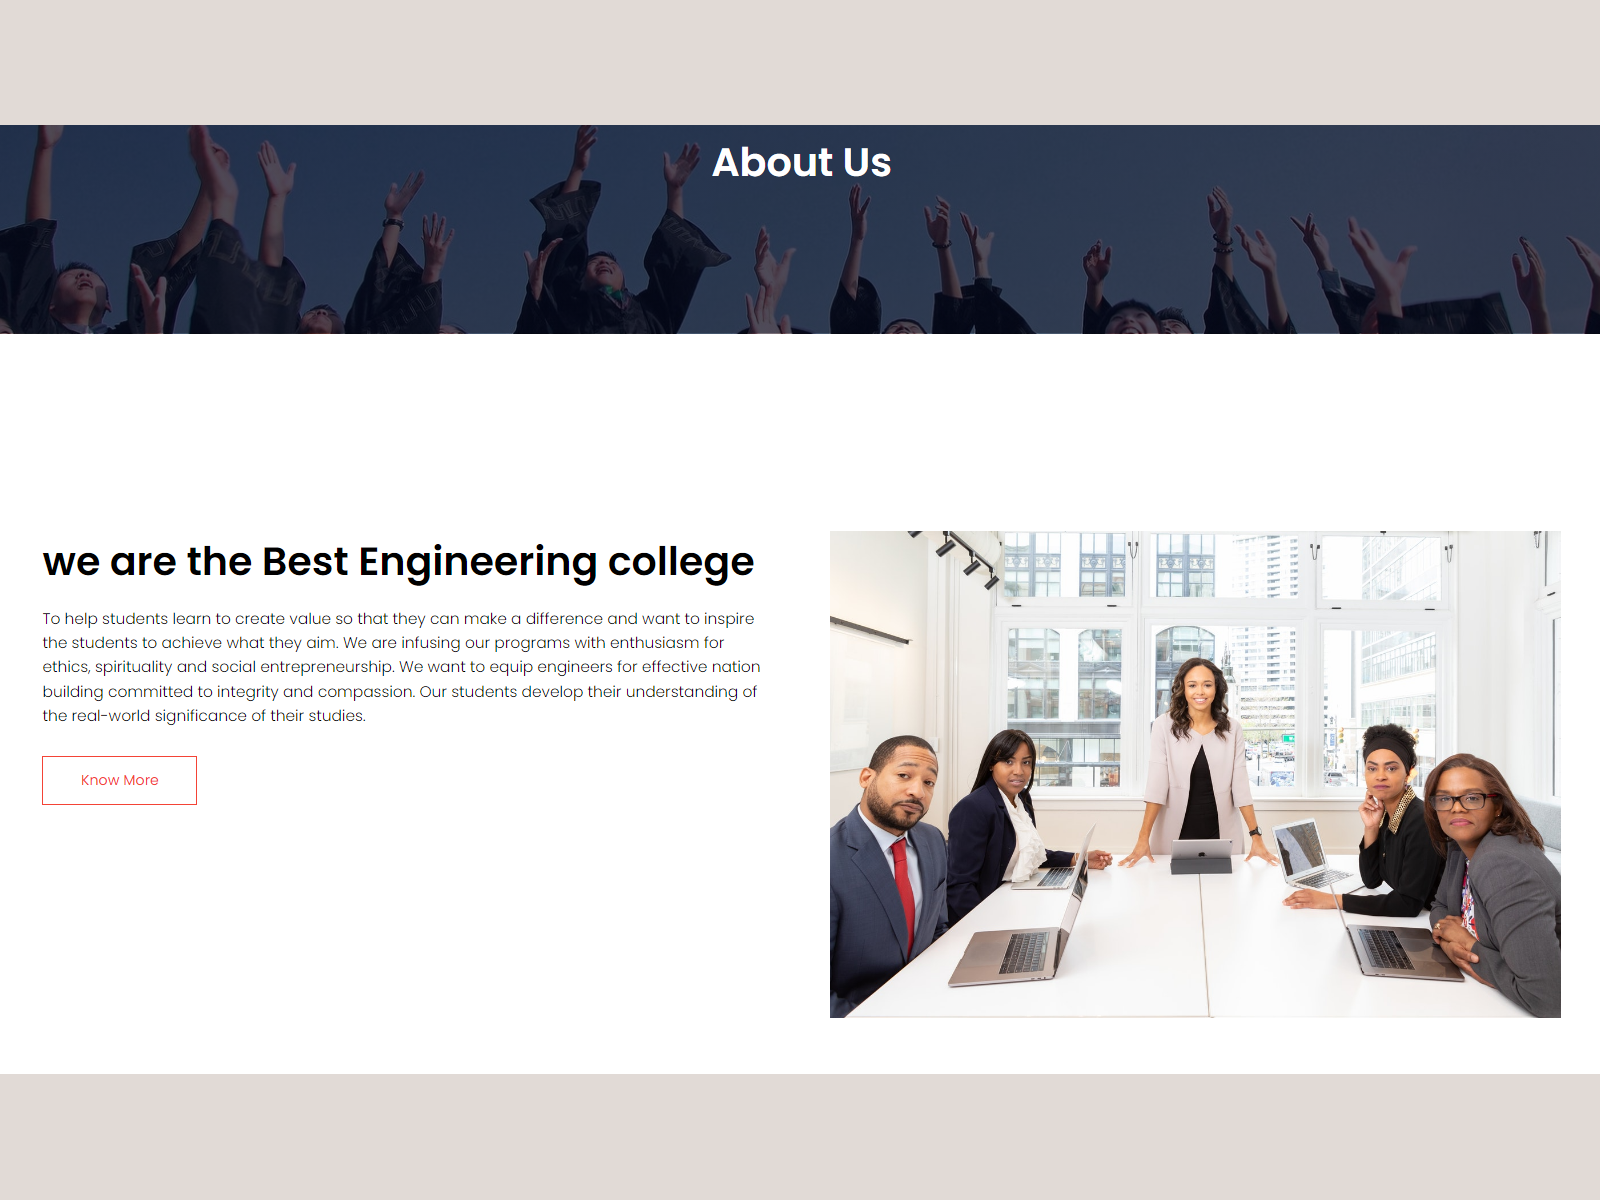 About Us
we are the Best Engineering college
To help students learn to create value so that they can make a difference and want to inspire
the students to achieve what they aim. We are infusing our programs with enthusiasm for
ethics, spirituality and social entrepreneurship. We want to equip engineers for effective nation
building committed to integrity and compassion. Our students develop their understanding of
the real-world significance of their studies.
Know More